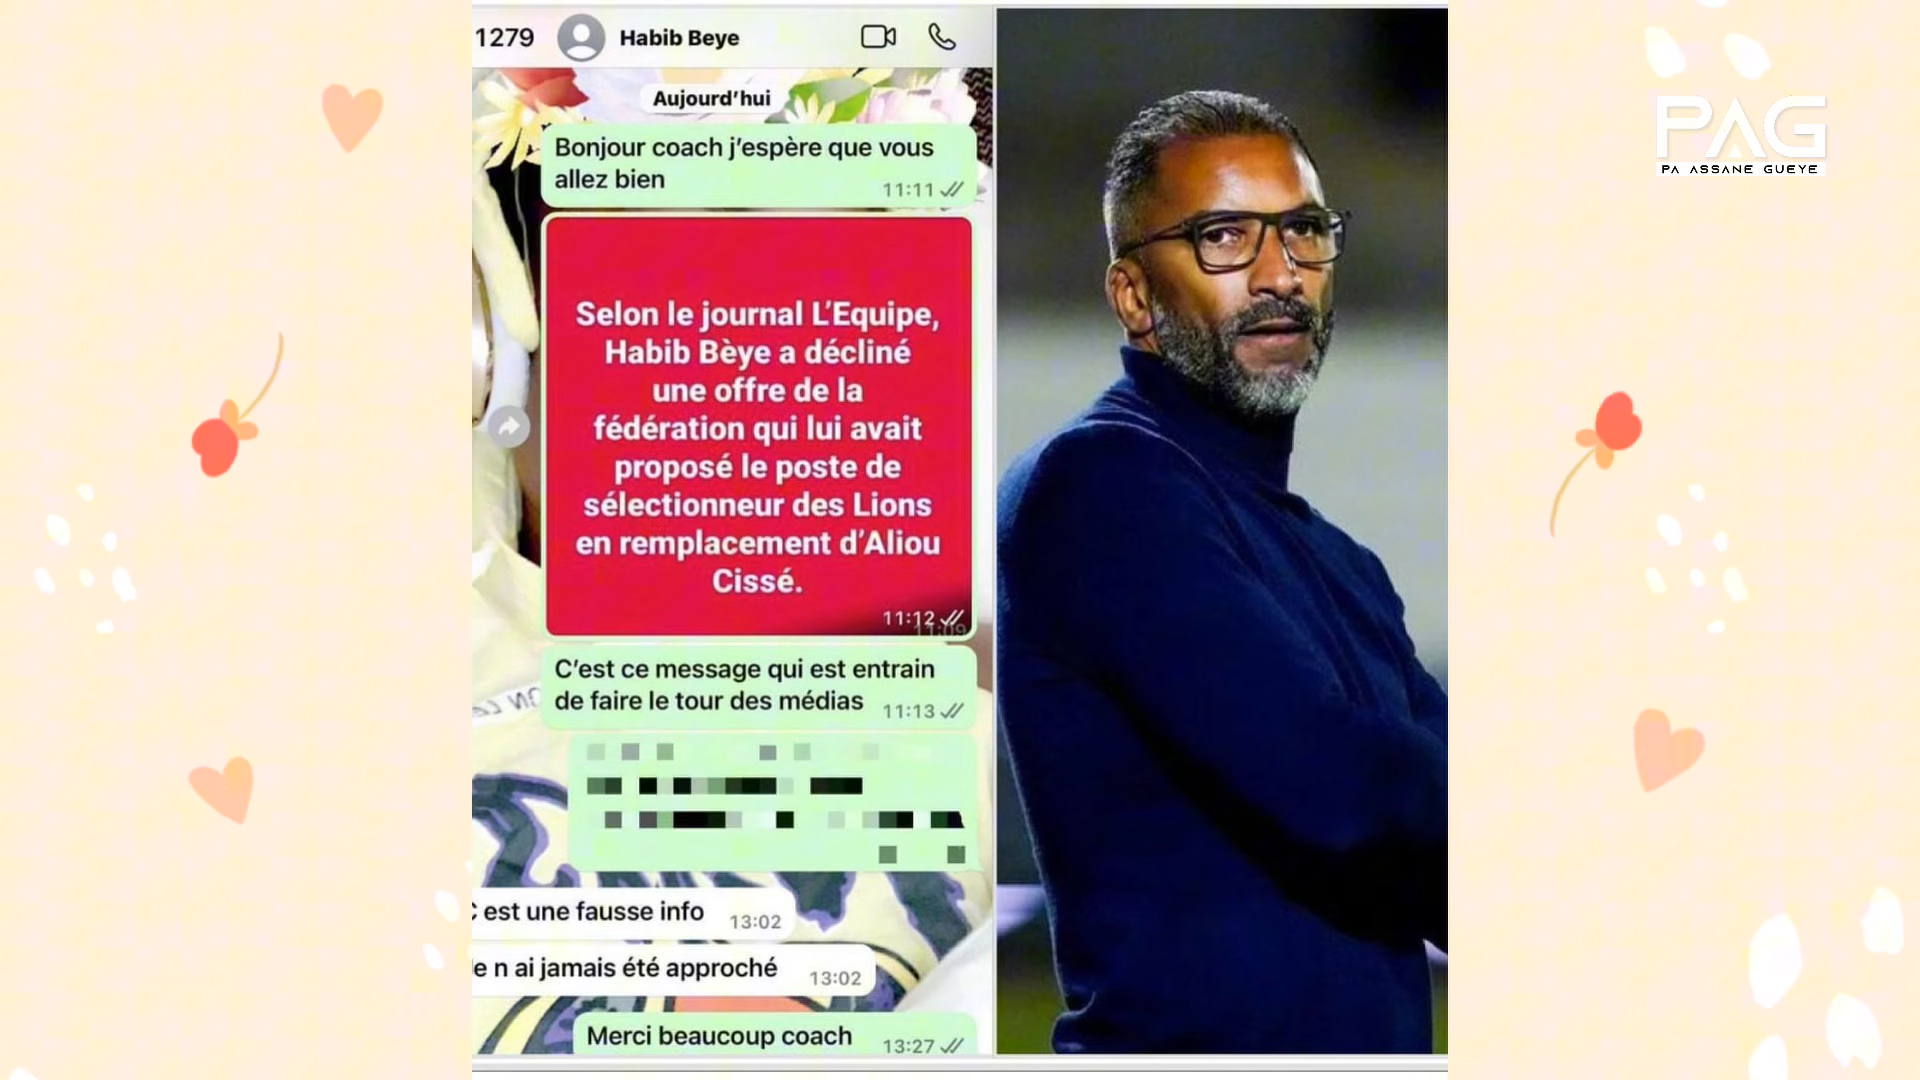 1279
Habib Beye
Aujourd'hui
Bonjour coach j'espère que vous
allez bien
11:11
Selon le journal L'Equipe,
Habib Bèye a décliné
une offre de la
fédération qui lui avait
proposé le poste de
sélectionneur des Lions
en remplacement d'Aliou
Cissé.
11:12
11:09
C'est ce message qui est entrain
de faire le tour des médias
11:13
C est une fausse info
13:02
e n ai jamais été approché
13:02
Merci beaucoup coach
13:27
PAG
PA ASSANE GUEYE